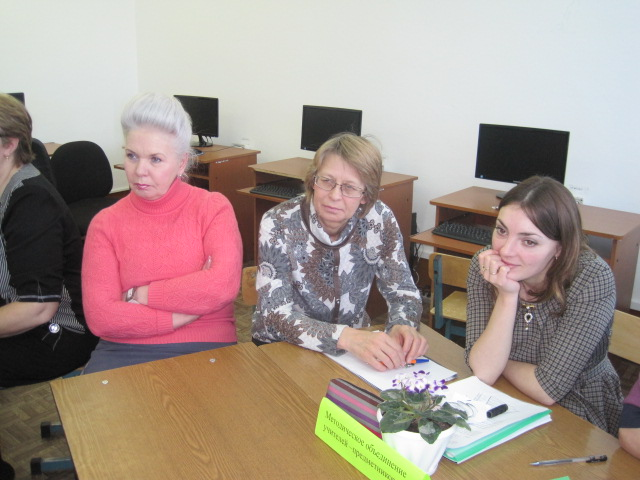 Методическое объединение
учителей - предметников